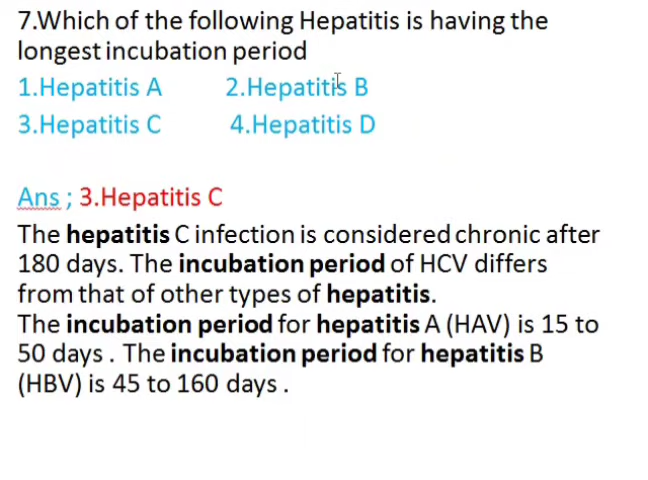 7.Which of the following Hepatitis is having the
longest incubation period
1.Hepatitis A 2.Hepatitis B
3.Hepatitis C 4.Hepatitis D
Ans ; 3.Hepatitis C
The hepatitis C infection is considered chronic after
180 days. The incubation period of HCV differs
from that of other types of hepatitis.
The incubation period for hepatitis A (HAV) is 15 to
50 days . The incubation period for hepatitis B
(HBV) is 45 to 160 days .